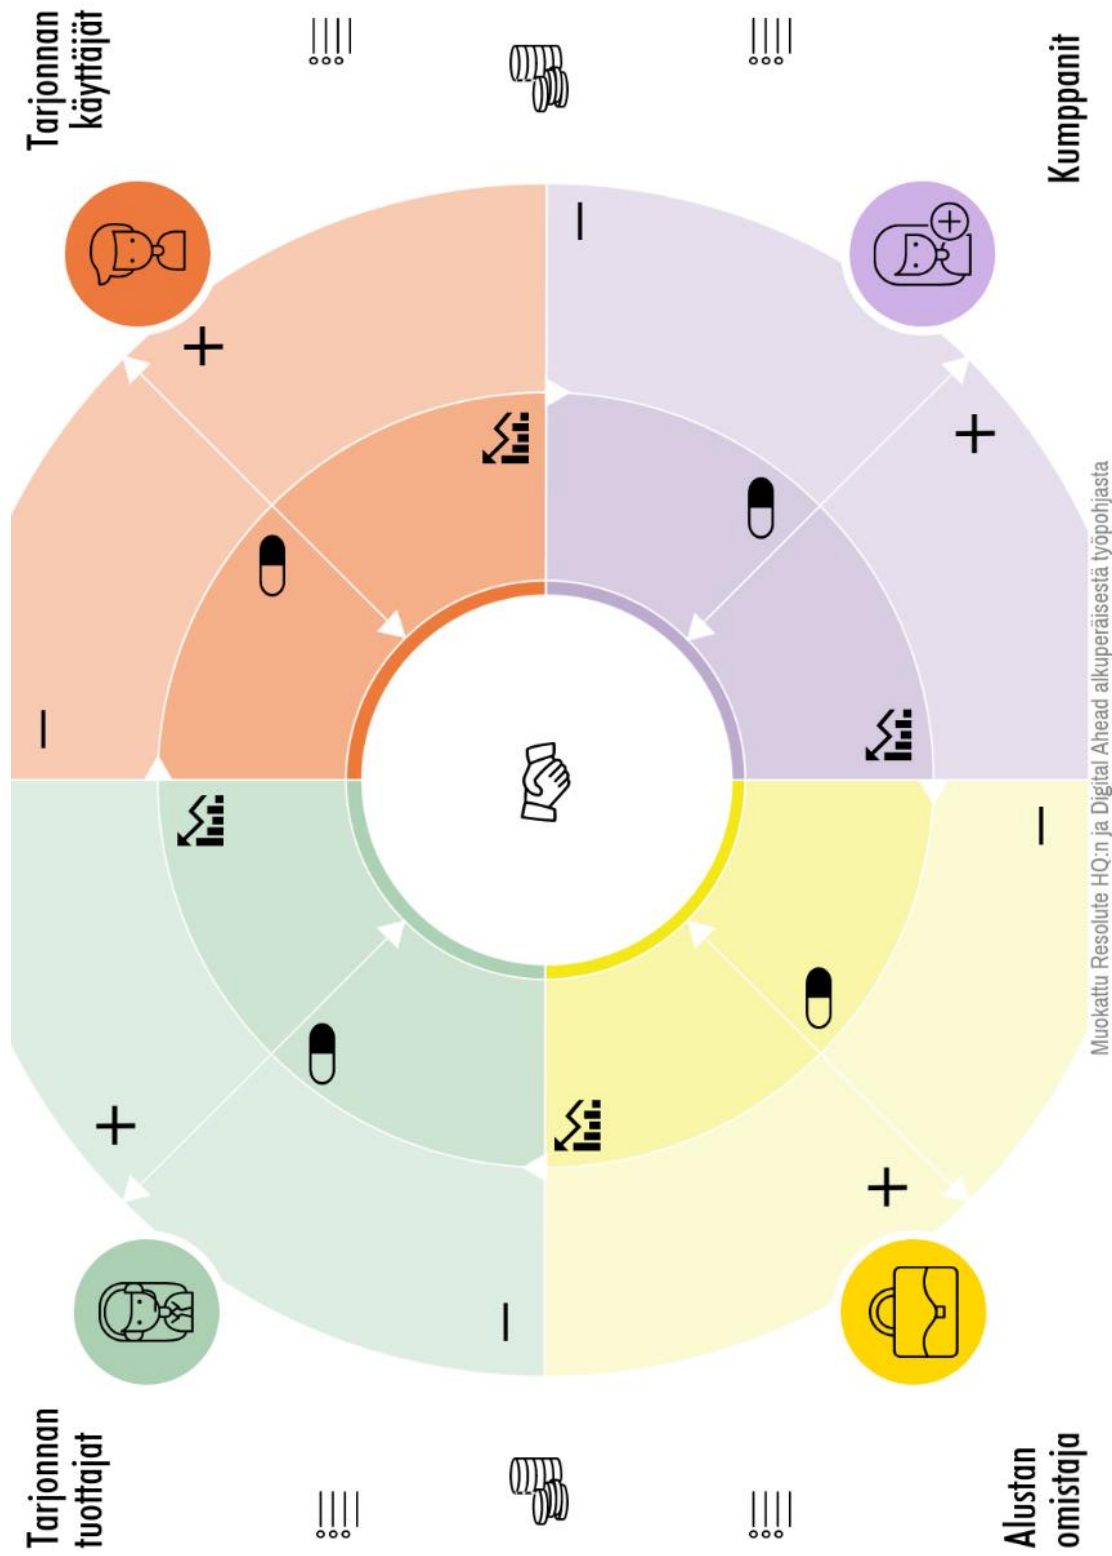 Tarjonnan
tuottajat
Tarjonnan
käyttäjät
Alustan
omistaja
Kumppanit
Muokattu Resolute HQ:n ja Digital Ahead alkuperäisestä työpohjasta